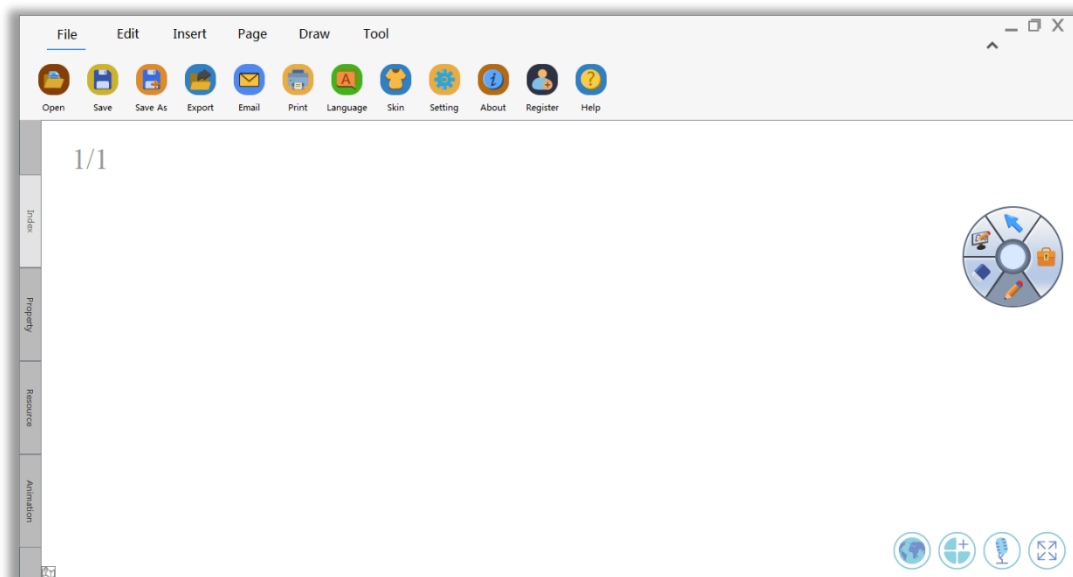 File Edit Insert Page Draw Tool
Open Save Save As Export Email Print Language Skin Setting About Register Help
1/1
Index
Property
Resource
Animation